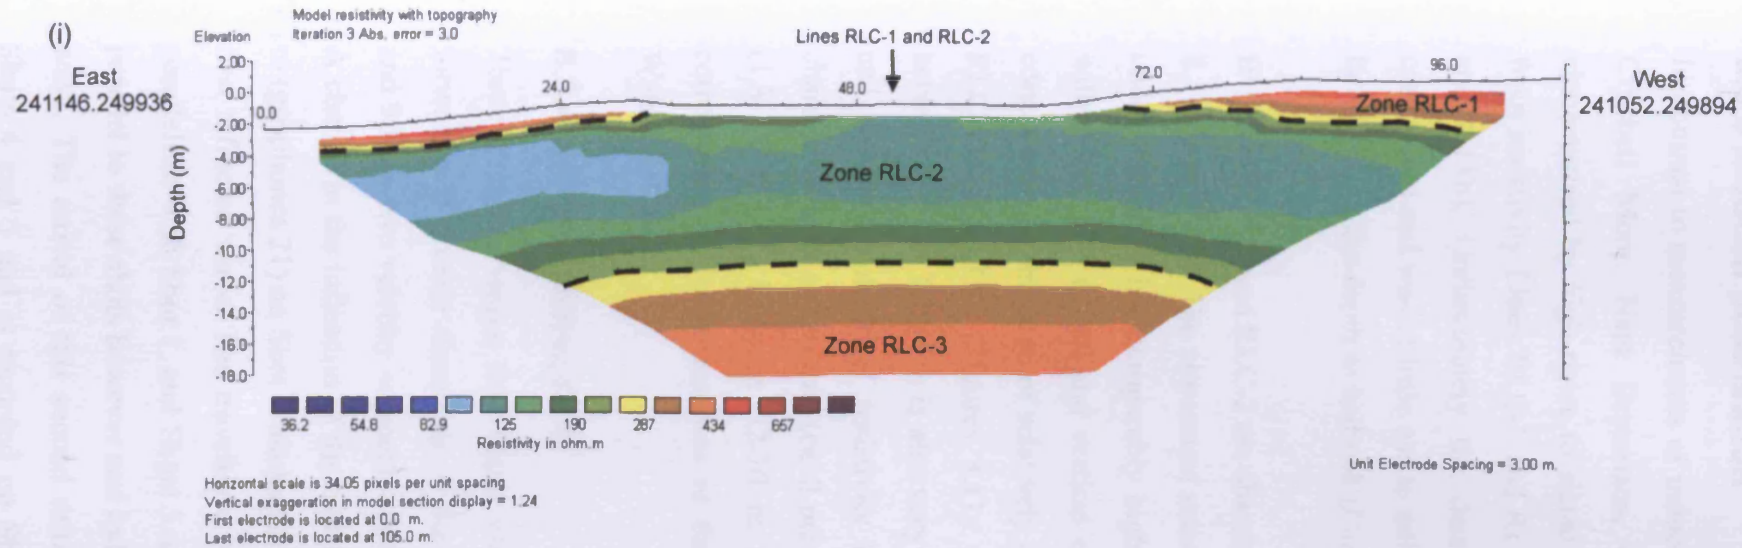 (i)
Model resistivity with topography
Iteration 3 Abs. error = 3.0
Elevation
Lines RLC-1 and RLC-2
East
241146.249936
West
241052.249894
2.00
0.0
-2.00
-4.00
-6.00
-8.00
-10.0
-12.0
-14.0
-16.0
-18.0
Depth (m)
0.0
24.0
48.0
72.0
96.0
Zone RLC-1
Zone RLC-2
Zone RLC-3
36.2 54.8 82.9 125 190 287 434 657
Resistivity in ohm.m
Unit Electrode Spacing = 3.00 m.
Horizontal scale is 34.05 pixels per unit spacing
Vertical exaggeration in model section display = 1.24
First electrode is located at 0.0 m.
Last electrode is located at 105.0 m.